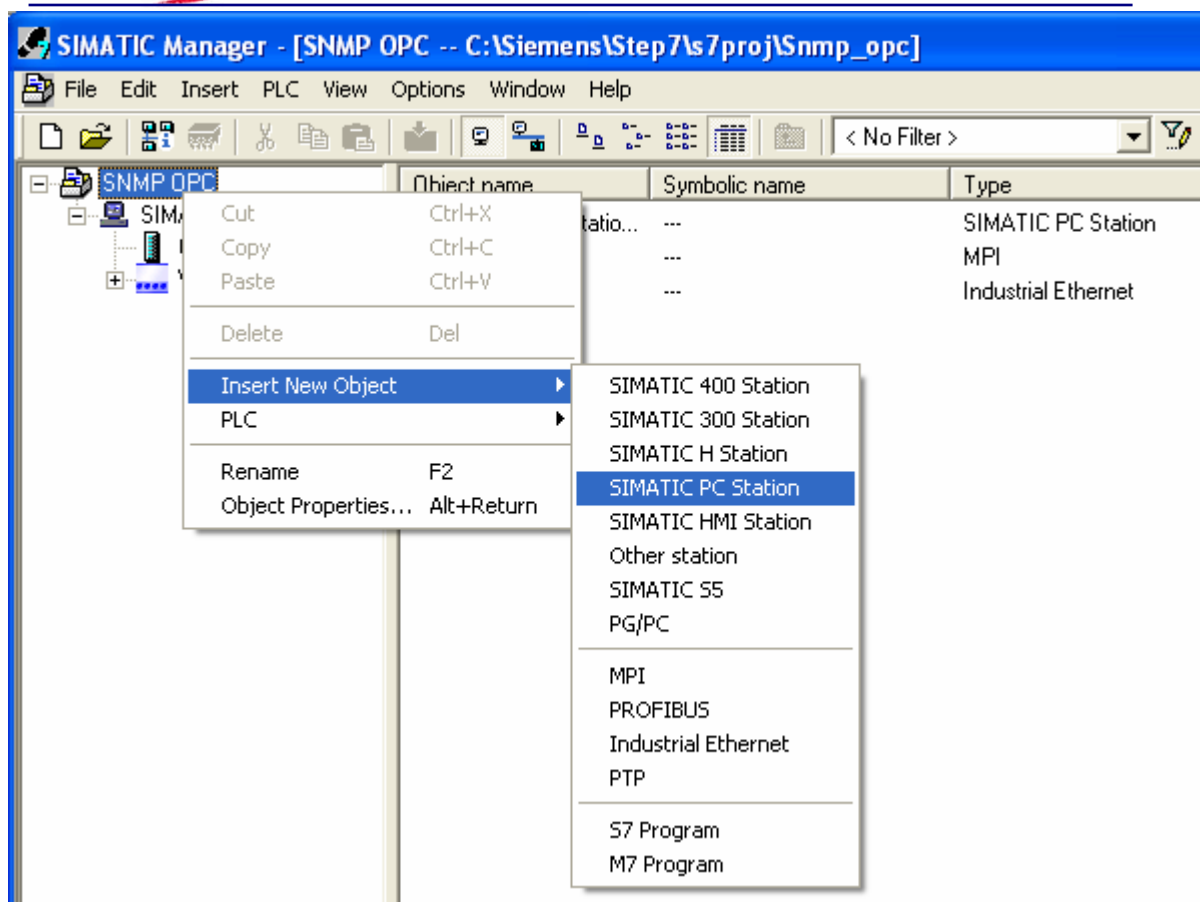 SIMATIC Manager - [SNMP OPC -- C:\Siemens\Step7\s7proj\Snmp_opc]
File Edit Insert PLC View Options Window Help
< No Filter >
SNMP OPC
Object name Symbolic name Type
--- SIMATIC PC Station
--- MPI
--- Industrial Ethernet
Cut Ctrl+X
Copy Ctrl+C
Paste Ctrl+V
Delete Del
Insert New Object
PLC
Rename F2
Object Properties... Alt+Return
SIMATIC 400 Station
SIMATIC 300 Station
SIMATIC H Station
SIMATIC PC Station
SIMATIC HMI Station
Other station
SIMATIC S5
PG/PC
MPI
PROFIBUS
Industrial Ethernet
PTP
S7 Program
M7 Program